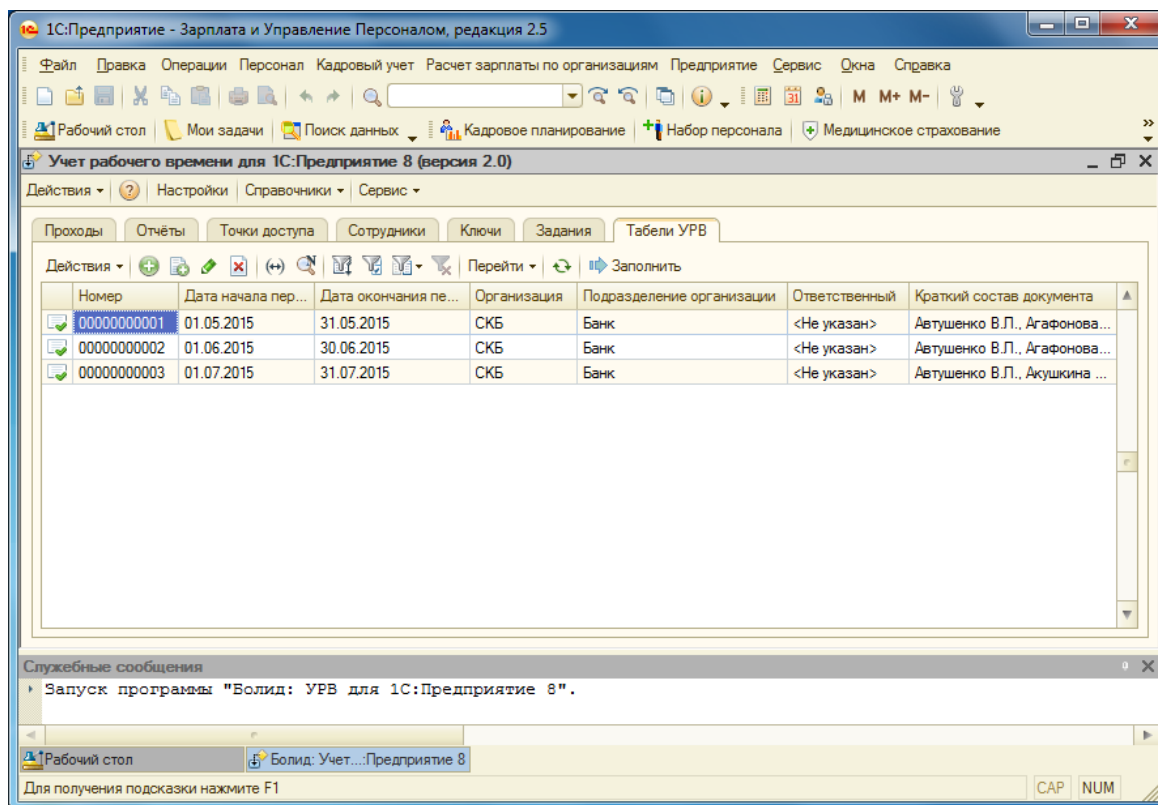 1С:Предприятие - Зарплата и Управление Персоналом, редакция 2.5
Файл Правка Операции Персонал Кадровый учет Расчет зарплаты по организациям Предприятие Сервис Окна Справка
M M+ M-
Рабочий стол Мои задачи Поиск данных Кадровое планирование Набор персонала Медицинское страхование
Учет рабочего времени для 1С:Предприятие 8 (версия 2.0)
Действия Настройки Справочники Сервис
Проходы Отчёты Точки доступа Сотрудники Ключи Задания Табели УРВ
Действия Перейти Заполнить
Номер Дата начала пер... Дата окончания пе... Организация Подразделение организации Ответственный Краткий состав документа
00000000001 01.05.2015 31.05.2015 СКБ Банк <Не указан> Автушенко В.П., Агафонова...
00000000002 01.06.2015 30.06.2015 СКБ Банк <Не указан> Автушенко В.П., Агафонова...
00000000003 01.07.2015 31.07.2015 СКБ Банк <Не указан> Автушенко В.П., Акушкина ...
Служебные сообщения
Запуск программы "Болид: УРВ для 1С:Предприятие 8".
Рабочий стол Болид: Учет...:Предприятие 8
Для получения подсказки нажмите F1 CAP NUM